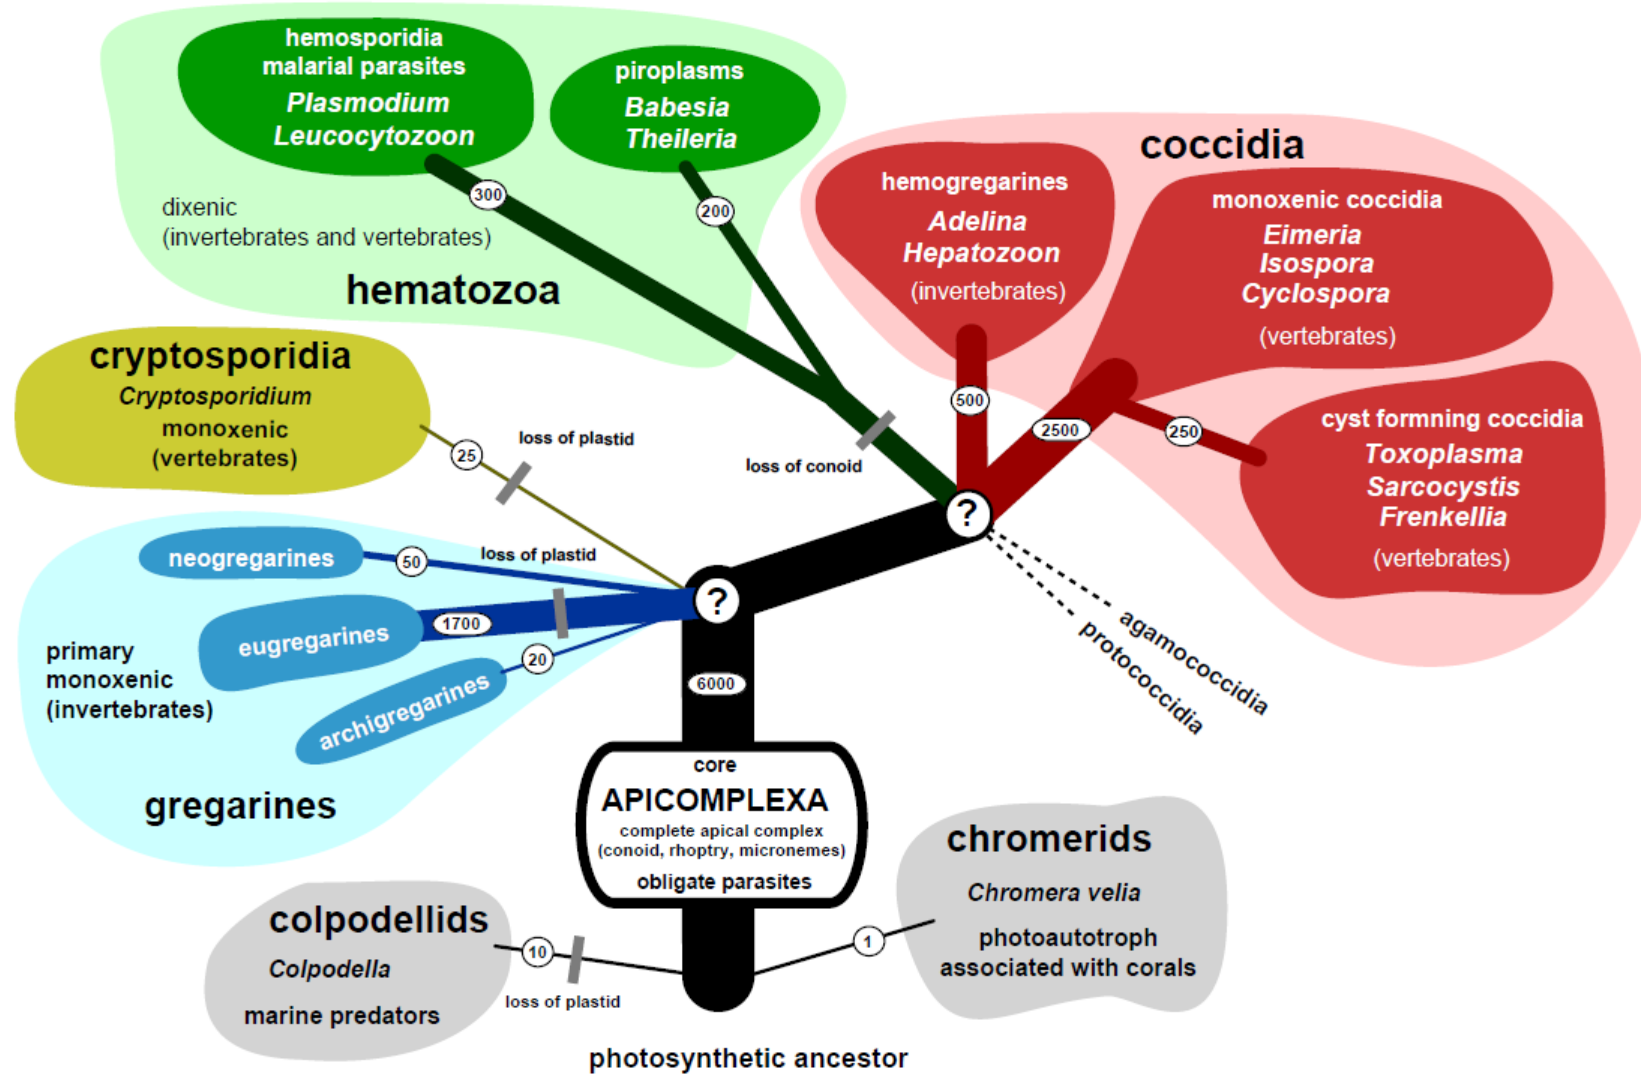 hemosporidia
malarial parasites
Plasmodium
Leucocytozoon
piroplasms
Babesia
Theileria
300
200
dixenic
(invertebrates and vertebrates)
hematozoa
coccidia
hemogregarines
Adelina
Hepatozoon
(invertebrates)
monoxenic coccidia
Eimeria
Isospora
Cyclospora
(vertebrates)
cyst formning coccidia
Toxoplasma
Sarcocystis
Frenkellia
(vertebrates)
500
2500
250
cryptosporidia
Cryptosporidium
monoxenic
(vertebrates)
25
loss of plastid
loss of conoid
?
agamococcidia
protococcidia
neogregarines
50
loss of plastid
eugregarines
1700
?
archigregarines
20
primary
monoxenic
(invertebrates)
gregarines
6000
core
APICOMPLEXA
complete apical complex
(conoid, rhoptry, micronemes)
obligate parasites
colpodellids
Colpodella
marine predators
10
loss of plastid
chromerids
Chromera velia
photoautotroph
associated with corals
1
photosynthetic ancestor